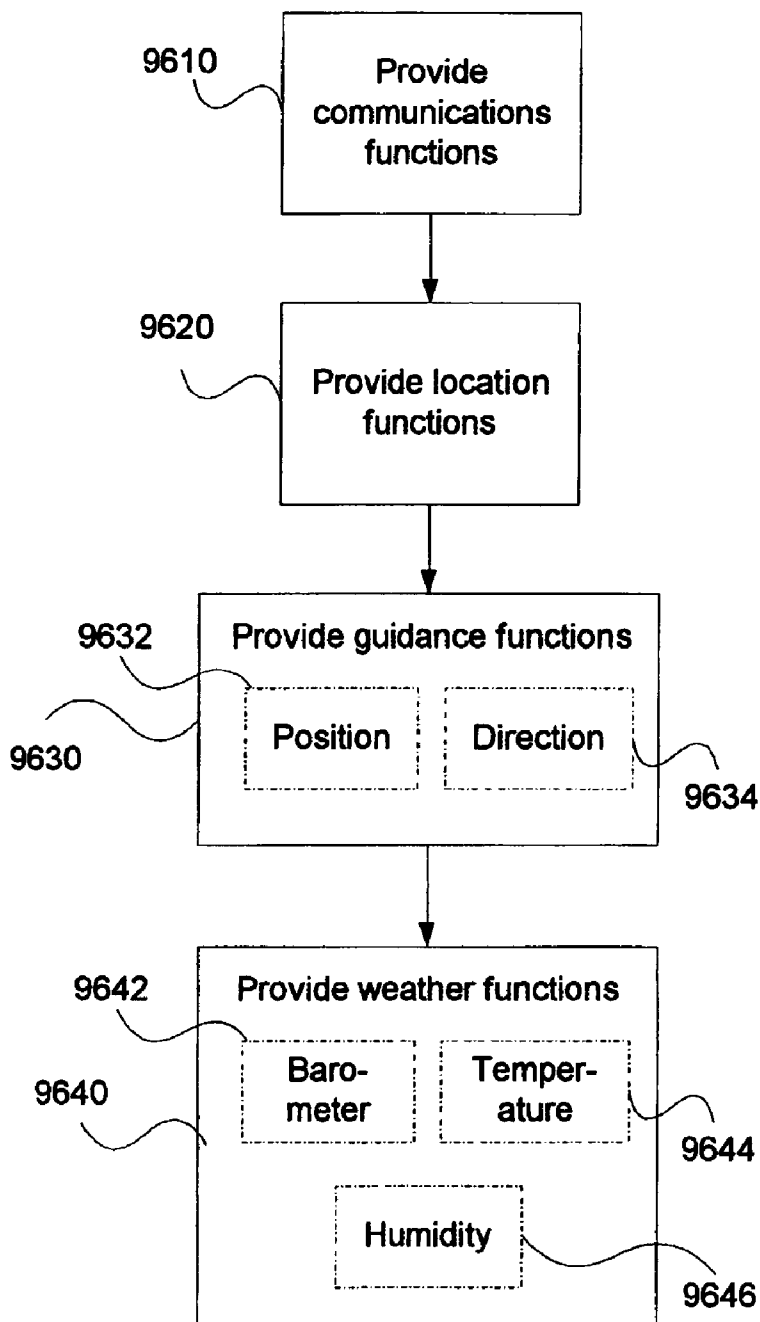 9610
Provide
communications
functions
9620
Provide location
functions
9632
Provide guidance functions
Position
Direction
9630
9634
9642
Provide weather functions
Baro-
meter
Temper-
ature
9640
9644
Humidity
9646